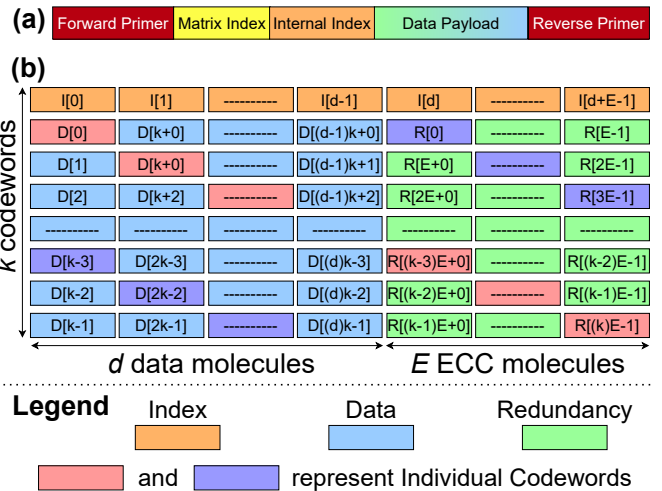 (a) Forward Primer Matrix Index Internal Index Data Payload Reverse Primer
(b)
I[0] I[1] ---------- I[d-1] I[d] ---------- I[d+E-1]
D[0] D[k+0] ---------- D[(d-1)k+0] R[0] ---------- R[E-1]
D[1] D[k+0] ---------- D[(d-1)k+1] R[E+0] ---------- R[2E-1]
D[2] D[k+2] ---------- D[(d-1)k+2] R[2E+0] ---------- R[3E-1]
---------- ---------- ---------- ---------- ---------- ---------- ----------
D[k-3] D[2k-3] ---------- D[(d)k-3] R[(k-3)E+0] ---------- R[(k-2)E-1]
D[k-2] D[2k-2] ---------- D[(d)k-2] R[(k-2)E+0] ---------- R[(k-1)E-1]
D[k-1] D[2k-1] ---------- D[(d)k-1] R[(k-1)E+0] ---------- R[(k)E-1]
k codewords
d data molecules E ECC molecules
Legend
Index Data Redundancy
and represent Individual Codewords